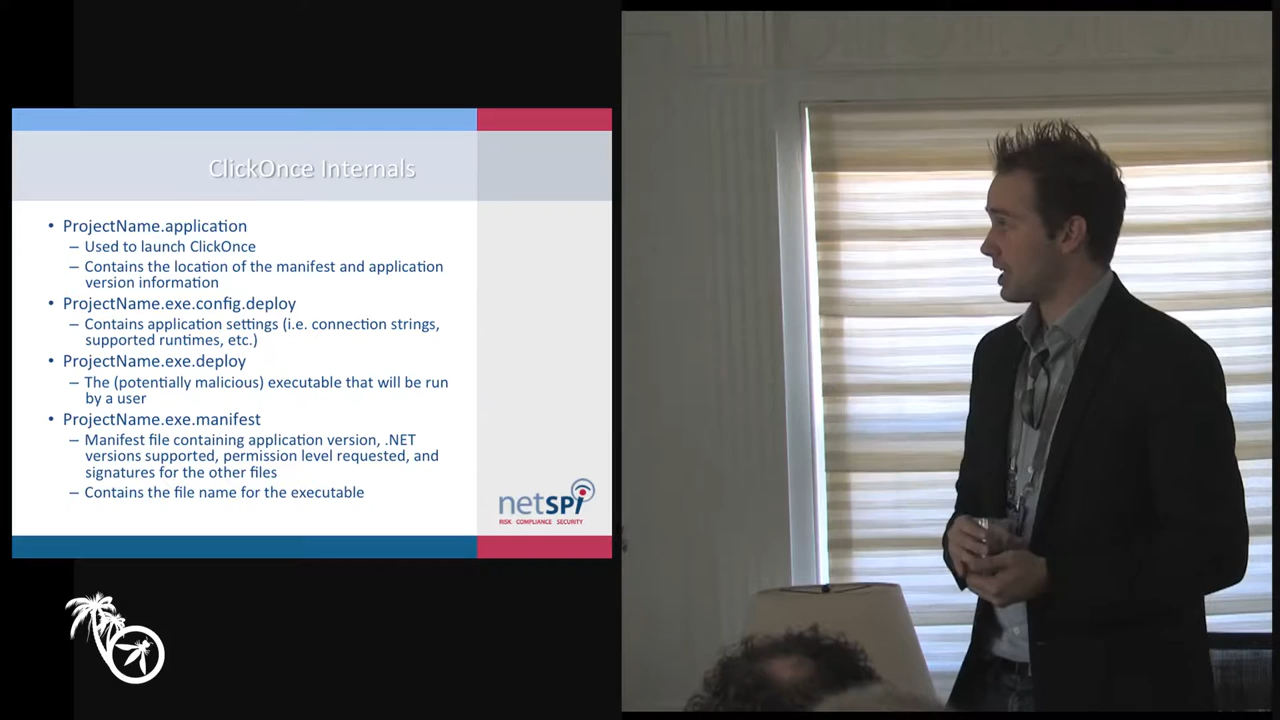 ClickOnce Internals
• ProjectName.application
– Used to launch ClickOnce
– Contains the location of the manifest and application
version information
• ProjectName.exe.config.deploy
– Contains application settings (i.e. connection strings,
supported runtimes, etc.)
• ProjectName.exe.deploy
– The (potentially malicious) executable that will be run
by a user
• ProjectName.exe.manifest
– Manifest file containing application version, .NET
versions supported, permission level requested, and
signatures for the other files
– Contains the file name for the executable
netSPi
RISK COMPLIANCE SECURITY